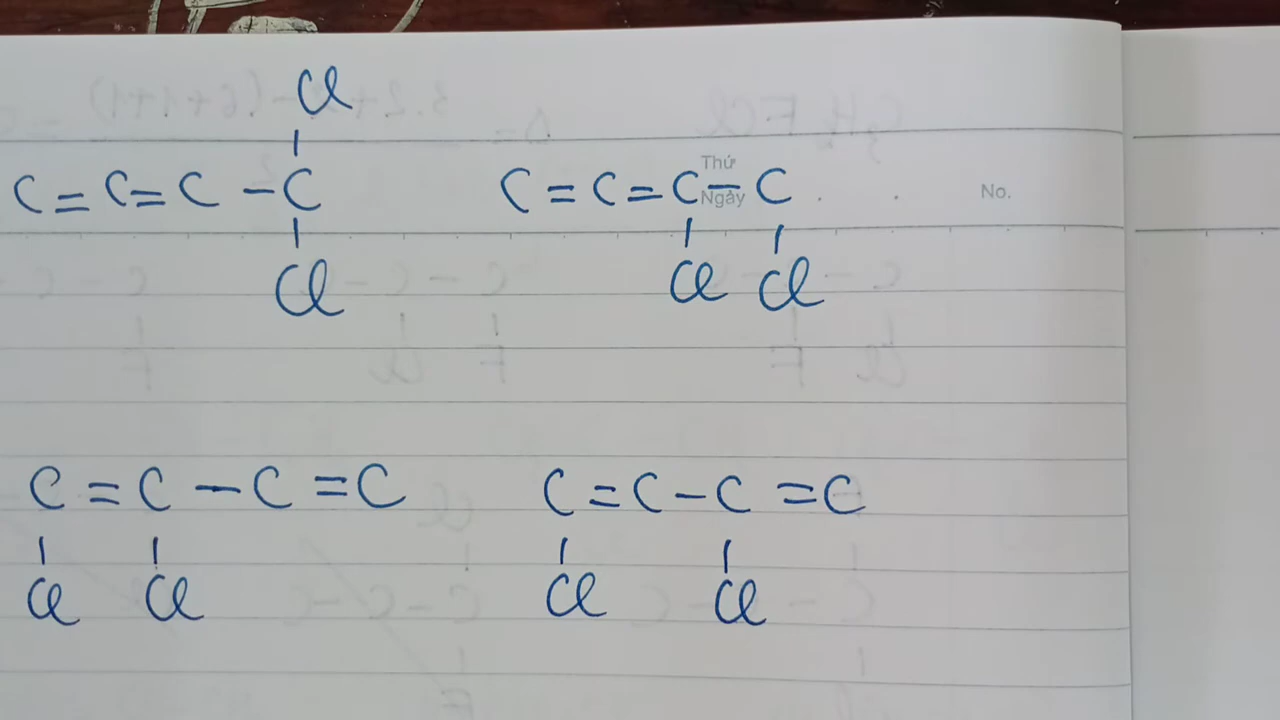 Cl
C = C = C - C
Cl
C = C = C - C
Cl Cl
Thứ
Ngày
No.
C = C - C = C
Cl Cl
C = C - C = C
Cl Cl